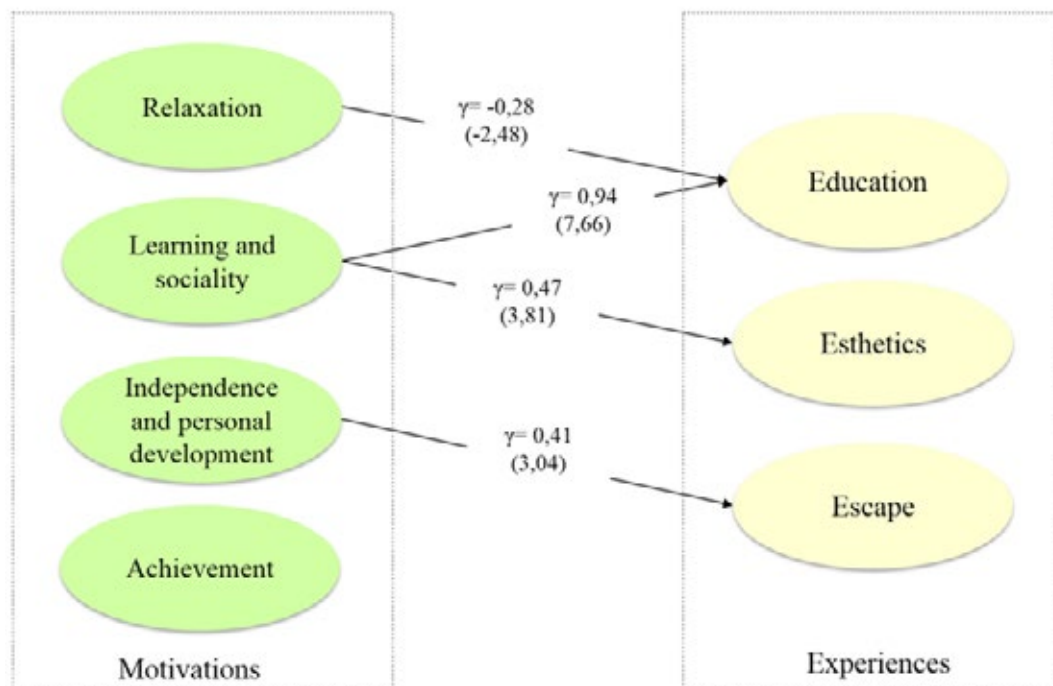 Relaxation
γ= -0,28
(-2,48)
Education
γ= 0,94
(7,66)
Learning and
sociality
γ= 0,47
(3,81)
Esthetics
Independence
and personal
development
γ= 0,41
(3,04)
Escape
Achievement
Motivations
Experiences